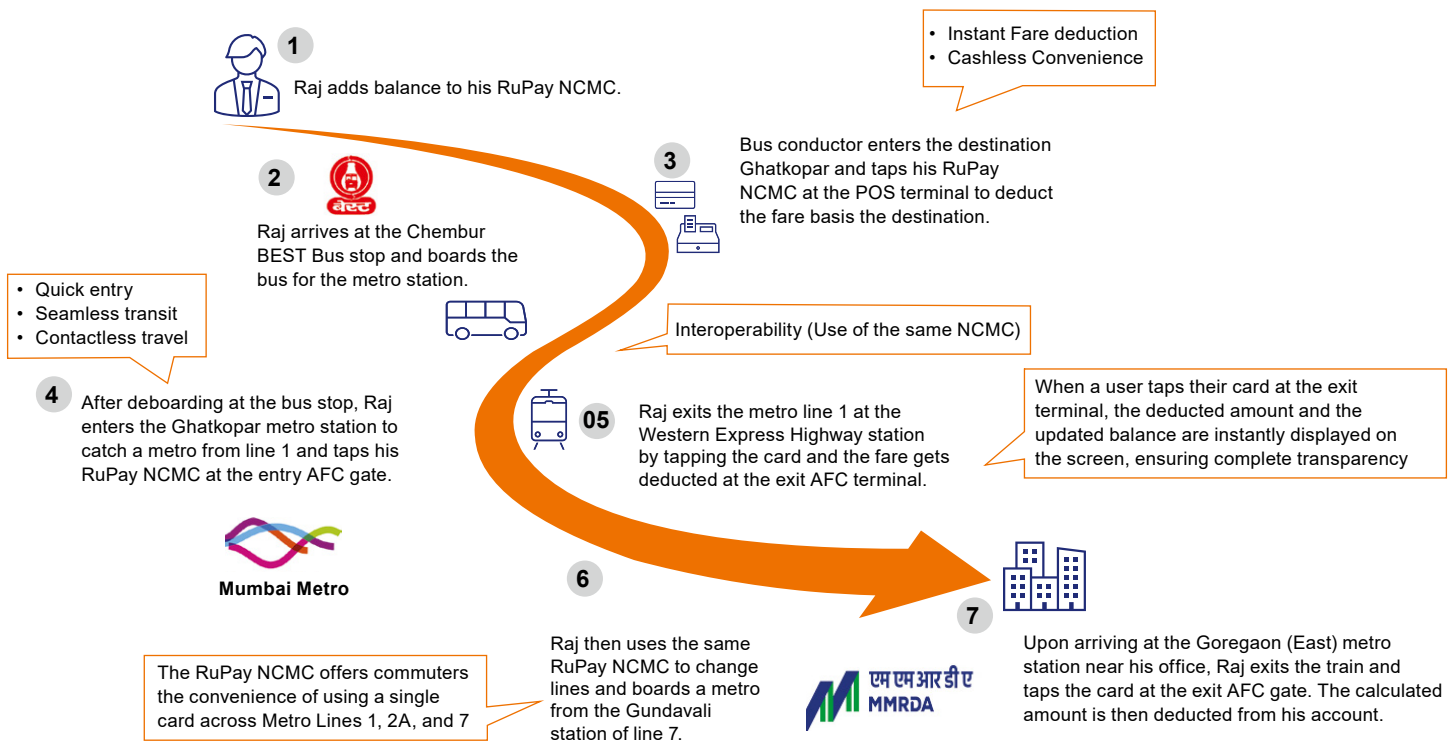 1
Raj adds balance to his RuPay NCMC.
• Instant Fare deduction
• Cashless Convenience
2
बेस्ट
Raj arrives at the Chembur
BEST Bus stop and boards the
bus for the metro station.
3
Bus conductor enters the destination
Ghatkopar and taps his RuPay
NCMC at the POS terminal to deduct
the fare basis the destination.
• Quick entry
• Seamless transit
• Contactless travel
Interoperability (Use of the same NCMC)
4
After deboarding at the bus stop, Raj
enters the Ghatkopar metro station to
catch a metro from line 1 and taps his
RuPay NCMC at the entry AFC gate.
Mumbai Metro
05
Raj exits the metro line 1 at the
Western Express Highway station
by tapping the card and the fare gets
deducted at the exit AFC terminal.
When a user taps their card at the exit
terminal, the deducted amount and the
updated balance are instantly displayed on
the screen, ensuring complete transparency
6
Raj then uses the same
RuPay NCMC to change
lines and boards a metro
from the Gundavali
station of line 7.
The RuPay NCMC offers commuters
the convenience of using a single
card across Metro Lines 1, 2A, and 7
एम एम आर डी ए
MMRDA
7
Upon arriving at the Goregaon (East) metro
station near his office, Raj exits the train and
taps the card at the exit AFC gate. The calculated
amount is then deducted from his account.